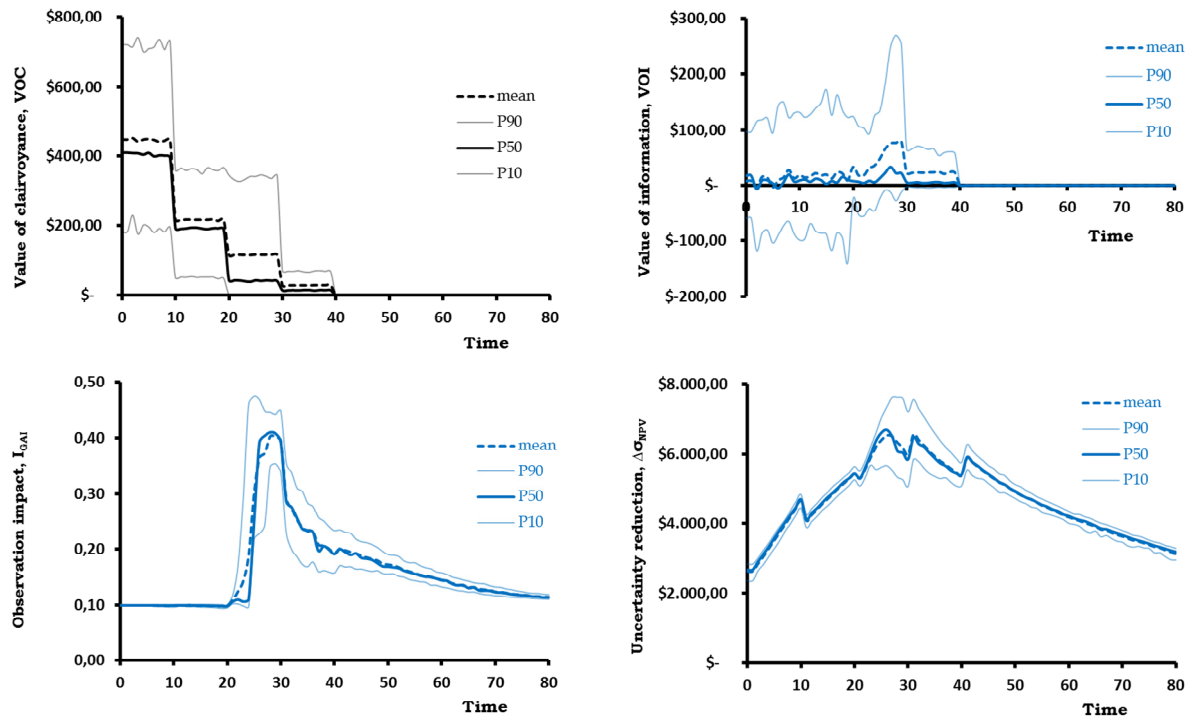 Value of clairvoyance, VOC
$800,00
$600,00
$400,00
$200,00
$-
0 10 20 30 40 50 60 70 80
Time
mean
P90
P50
P10
Value of information, VOI
$300,00
$200,00
$100,00
$-
$-100,00
$-200,00
0 10 20 30 40 50 60 70 80
Time
mean
P90
P50
P10
Observation impact, IGAI
0,50
0,40
0,30
0,20
0,10
0,00
0 10 20 30 40 50 60 70 80
Time
mean
P90
P50
P10
Uncertainty reduction, ΔσNPV
$8.000,00
$6.000,00
$4.000,00
$2.000,00
$-
0 10 20 30 40 50 60 70 80
Time
mean
P90
P50
P10